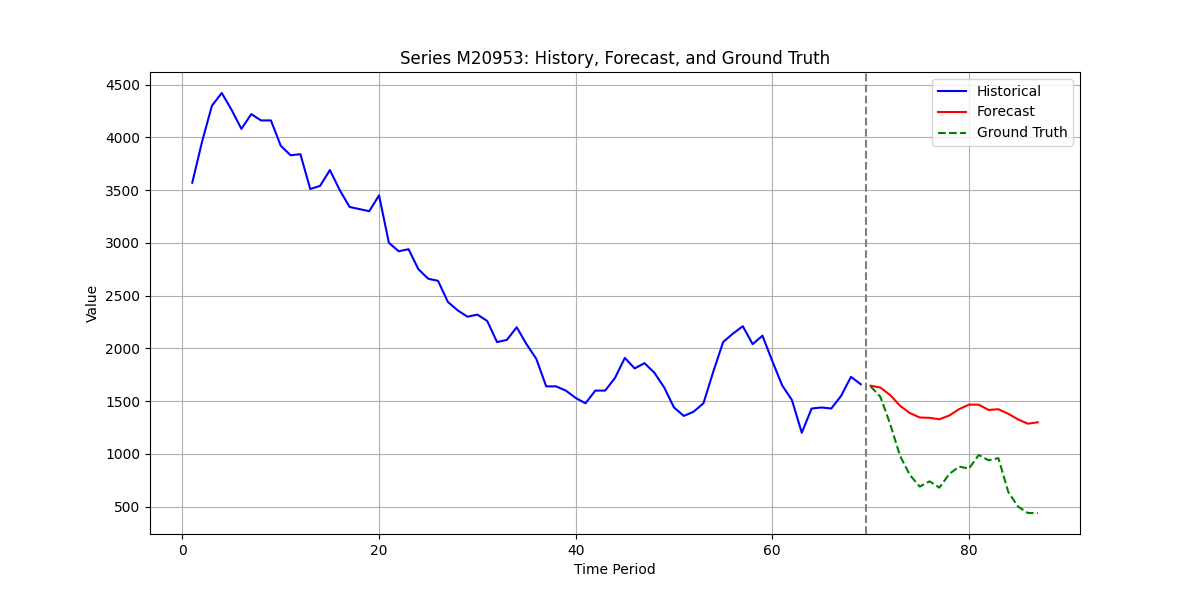 Series M20953: History, Forecast, and Ground Truth
Value
4500
4000
3500
3000
2500
2000
1500
1000
500
Historical
Forecast
Ground Truth
0
20
40
60
80
Time Period